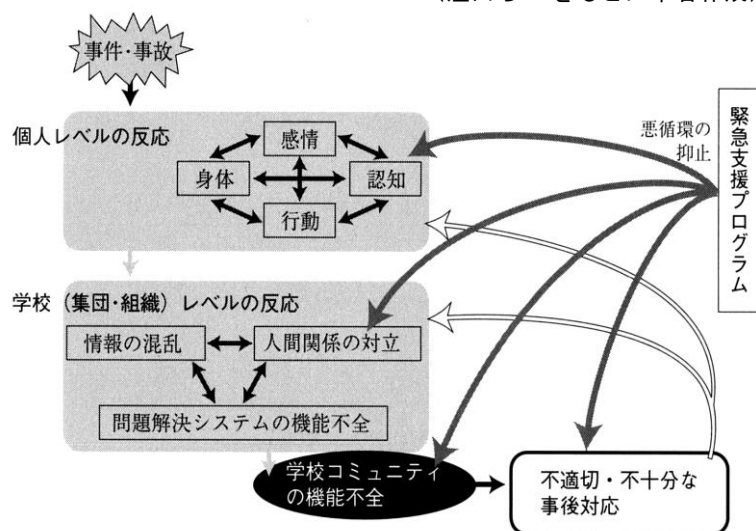 事件・事故
個人レベルの反応
感情
身体
認知
行動
悪循環の
抑止
緊急支援プログラム
学校（集団・組織）レベルの反応
情報の混乱
人間関係の対立
問題解決システムの機能不全
学校コミュニティ
の機能不全
不適切・不十分な
事後対応